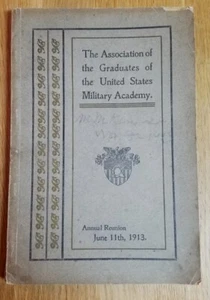 The Association of
the Graduates of
the United States
Military Academy.
Annual Reunion
June 11th, 1913.